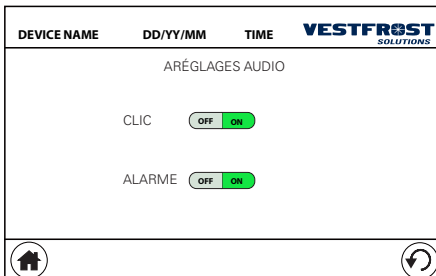 DEVICE NAME DD/YY/MM TIME VESTFROST
SOLUTIONS
ARÉGLAGES AUDIO
CLIC OFF ON
ALARME OFF ON